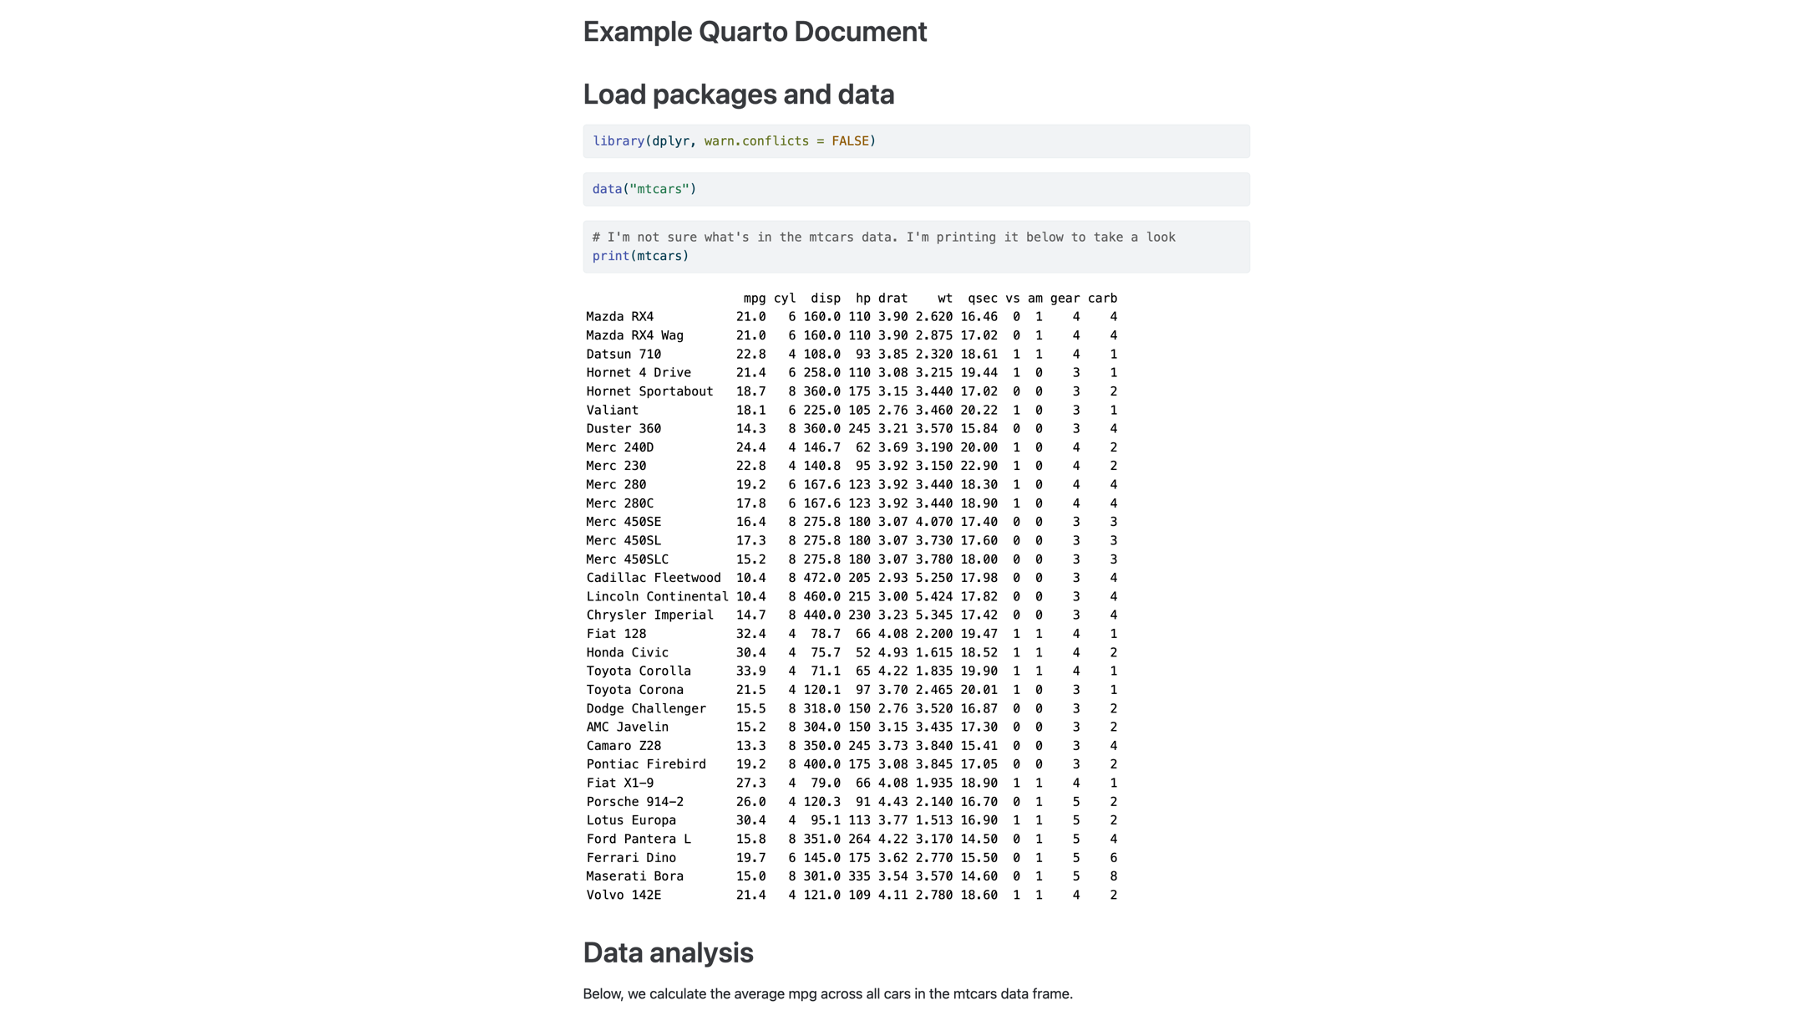 Example Quarto Document
Load packages and data
library(dplyr, warn.conflicts = FALSE)
data("mtcars")
# I'm not sure what's in the mtcars data. I'm printing it below to take a look
print(mtcars)
                     mpg cyl  disp  hp drat    wt  qsec vs am gear carb
Mazda RX4           21.0   6 160.0 110 3.90 2.620 16.46  0  1    4    4
Mazda RX4 Wag       21.0   6 160.0 110 3.90 2.875 17.02  0  1    4    4
Datsun 710          22.8   4 108.0  93 3.85 2.320 18.61  1  1    4    1
Hornet 4 Drive      21.4   6 258.0 110 3.08 3.215 19.44  1  0    3    1
Hornet Sportabout   18.7   8 360.0 175 3.15 3.440 17.02  0  0    3    2
Valiant             18.1   6 225.0 105 2.76 3.460 20.22  1  0    3    1
Duster 360          14.3   8 360.0 245 3.21 3.570 15.84  0  0    3    4
Merc 240D           24.4   4 146.7  62 3.69 3.190 20.00  1  0    4    2
Merc 230            22.8   4 140.8  95 3.92 3.150 22.90  1  0    4    2
Merc 280            19.2   6 167.6 123 3.92 3.440 18.30  1  0    4    4
Merc 280C           17.8   6 167.6 123 3.92 3.440 18.90  1  0    4    4
Merc 450SE          16.4   8 275.8 180 3.07 4.070 17.40  0  0    3    3
Merc 450SL          17.3   8 275.8 180 3.07 3.730 17.60  0  0    3    3
Merc 450SLC         15.2   8 275.8 180 3.07 3.780 18.00  0  0    3    3
Cadillac Fleetwood  10.4   8 472.0 205 2.93 5.250 17.98  0  0    3    4
Lincoln Continental 10.4   8 460.0 215 3.00 5.424 17.82  0  0    3    4
Chrysler Imperial   14.7   8 440.0 230 3.23 5.345 17.42  0  0    3    4
Fiat 128            32.4   4  78.7  66 4.08 2.200 19.47  1  1    4    1
Honda Civic         30.4   4  75.7  52 4.93 1.615 18.52  1  1    4    2
Toyota Corolla      33.9   4  71.1  65 4.22 1.835 19.90  1  1    4    1
Toyota Corona       21.5   4 120.1  97 3.70 2.465 20.01  1  0    3    1
Dodge Challenger    15.5   8 318.0 150 2.76 3.520 16.87  0  0    3    2
AMC Javelin         15.2   8 304.0 150 3.15 3.435 17.30  0  0    3    2
Camaro Z28          13.3   8 350.0 245 3.73 3.840 15.41  0  0    3    4
Pontiac Firebird    19.2   8 400.0 175 3.08 3.845 17.05  0  0    3    2
Fiat X1-9           27.3   4  79.0  66 4.08 1.935 18.90  1  1    4    1
Porsche 914-2       26.0   4 120.3  91 4.43 2.140 16.70  0  1    5    2
Lotus Europa        30.4   4  95.1 113 3.77 1.513 16.90  1  1    5    2
Ford Pantera L      15.8   8 351.0 264 4.22 3.170 14.50  0  1    5    4
Ferrari Dino        19.7   6 145.0 175 3.62 2.770 15.50  0  1    5    6
Maserati Bora       15.0   8 301.0 335 3.54 3.570 14.60  0  1    5    8
Volvo 142E          21.4   4 121.0 109 4.11 2.780 18.60  1  1    4    2
Data analysis
Below, we calculate the average mpg across all cars in the mtcars data frame.